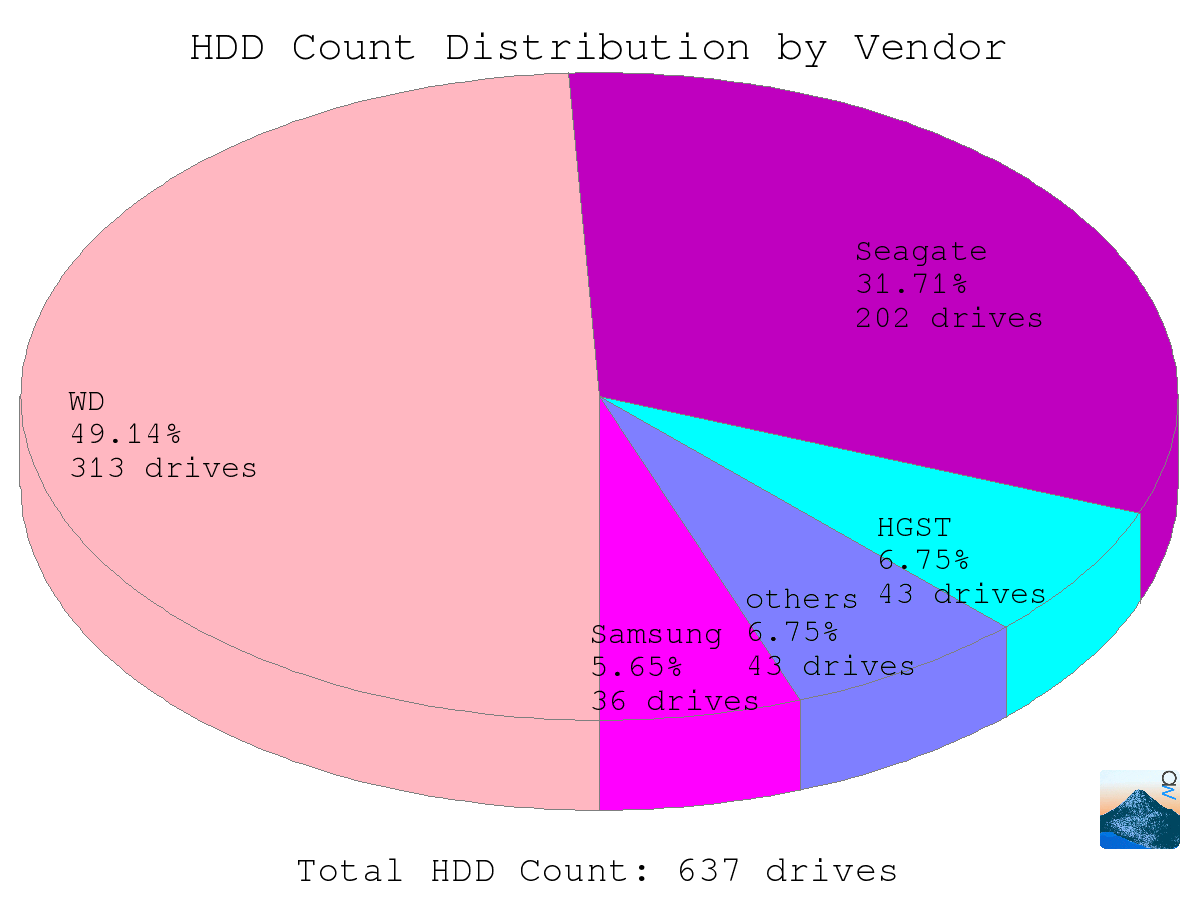 HDD Count Distribution by Vendor
Seagate
31.71%
202 drives
WD
49.14%
313 drives
HGST
6.75%
43 drives
others
6.75%
43 drives
Samsung
5.65%
36 drives
Total HDD Count: 637 drives